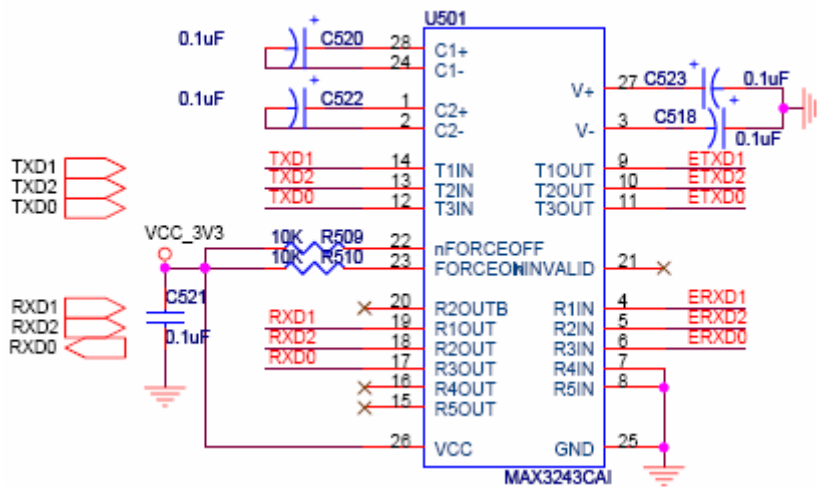 U501
0.1uF C520 28 C1+
24 C1-
0.1uF C522 1 C2+
2 C2-
V+ 27 C523 0.1uF
V- 3 C518 0.1uF
TXD1
TXD2
TXD0
TXD1 14 T1IN T1OUT 9 ETXD1
TXD2 13 T2IN T2OUT 10 ETXD2
TXD0 12 T3IN T3OUT 11 ETXD0
VCC_3V3
10K R509 22 nFORCEOFF
10K R510 23 FORCEON nINVALID 21
C521
0.1uF
RXD1
RXD2
RXD0
20 R2OUTB R1IN 4 ERXD1
RXD1 19 R1OUT R2IN 5 ERXD2
RXD2 18 R2OUT R3IN 6 ERXD0
RXD0 17 R3OUT R4IN 7
16 R4OUT R5IN 8
15 R5OUT
26 VCC GND 25
MAX3243CAI